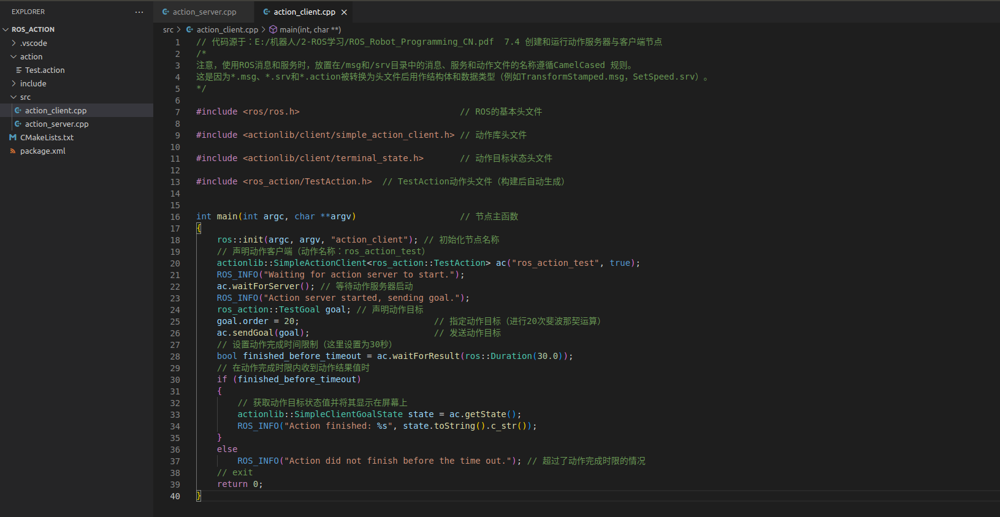 EXPLORER
···
action_server.cpp
action_client.cpp
src > action_client.cpp > main(int, char **)
ROS_ACTION
.vscode
action
Test.action
include
src
action_client.cpp
action_server.cpp
CMakeLists.txt
package.xml
1 // 代码源于：E:/机器人/2-ROS学习/ROS_Robot_Programming_CN.pdf  7.4 创建和运行动作服务器与客户端节点
2 /*
3 注意，使用ROS消息和服务时，放置在/msg和/srv目录中的消息、服务和动作文件的名称遵循CamelCased 规则。
4 这是因为*.msg、*.srv和*.action被转换为头文件后用作结构体和数据类型（例如TransformStamped.msg，SetSpeed.srv）。
5 */
6
7 #include <ros/ros.h> // ROS的基本头文件
8
9 #include <actionlib/client/simple_action_client.h> // 动作库头文件
10
11 #include <actionlib/client/terminal_state.h> // 动作目标状态头文件
12
13 #include <ros_action/TestAction.h>  // TestAction动作头文件（构建后自动生成）
14
15
16 int main(int argc, char **argv) // 节点主函数
17 {
18 ros::init(argc, argv, "action_client"); // 初始化节点名称
19 // 声明动作客户端（动作名称：ros_action_test）
20 actionlib::SimpleActionClient<ros_action::TestAction> ac("ros_action_test", true);
21 ROS_INFO("Waiting for action server to start.");
22 ac.waitForServer(); // 等待动作服务器启动
23 ROS_INFO("Action server started, sending goal.");
24 ros_action::TestGoal goal; // 声明动作目标
25 goal.order = 20; // 指定动作目标（进行20次斐波那契运算）
26 ac.sendGoal(goal); // 发送动作目标
27 // 设置动作完成时间限制（这里设置为30秒）
28 bool finished_before_timeout = ac.waitForResult(ros::Duration(30.0));
29 // 在动作完成时限内收到动作结果值时
30 if (finished_before_timeout)
31 {
32 // 获取动作目标状态值并将其显示在屏幕上
33 actionlib::SimpleClientGoalState state = ac.getState();
34 ROS_INFO("Action finished: %s", state.toString().c_str());
35 }
36 else
37 ROS_INFO("Action did not finish before the time out."); // 超过了动作完成时限的情况
38 // exit
39 return 0;
40 }